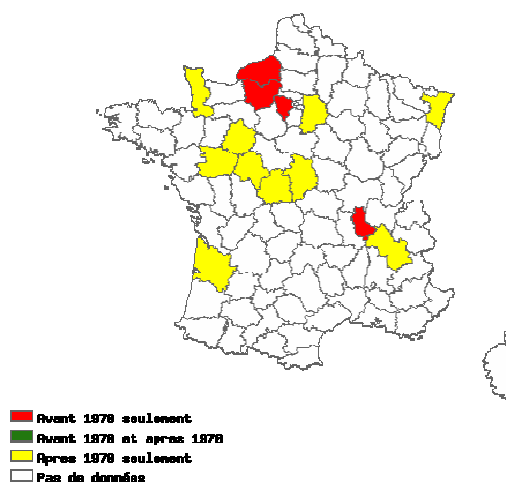 Avant 1970 seulement
Avant 1970 et apres 1970
Apres 1970 seulement
Pas de données